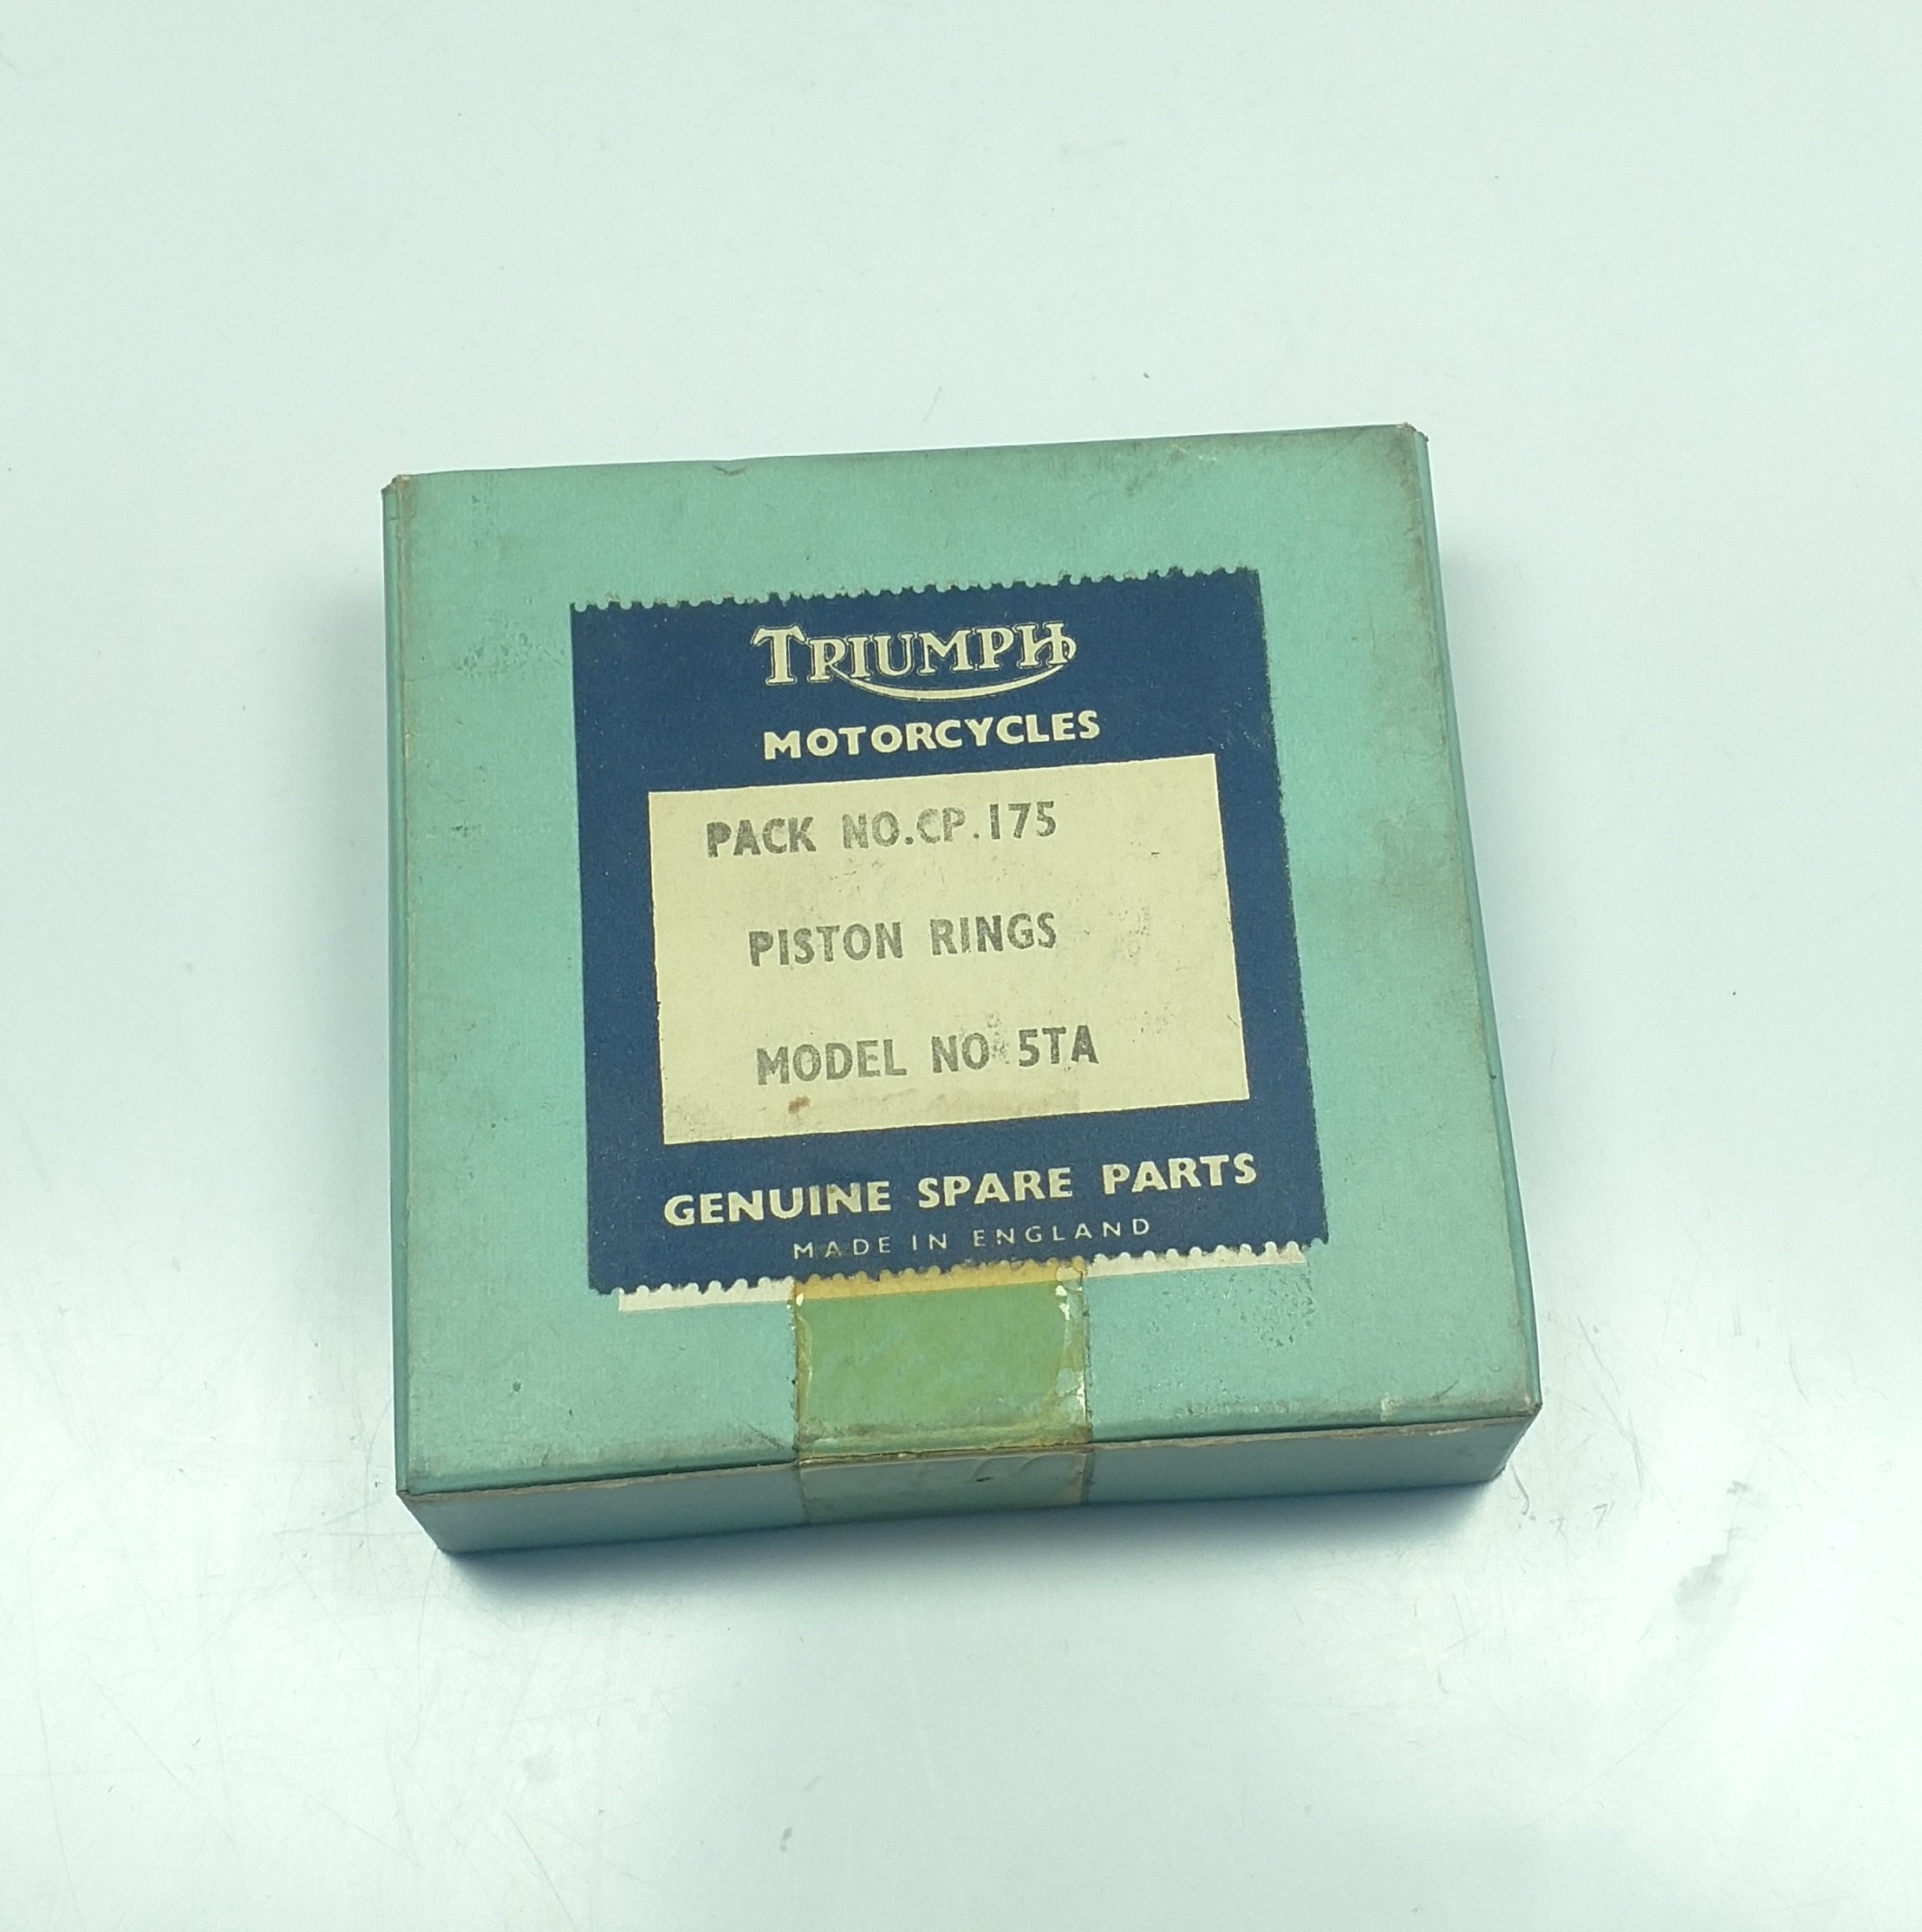 TRIUMPH
MOTORCYCLES
PACK NO.CP.175
PISTON RINGS
MODEL NO 5TA
GENUINE SPARE PARTS
MADE IN ENGLAND